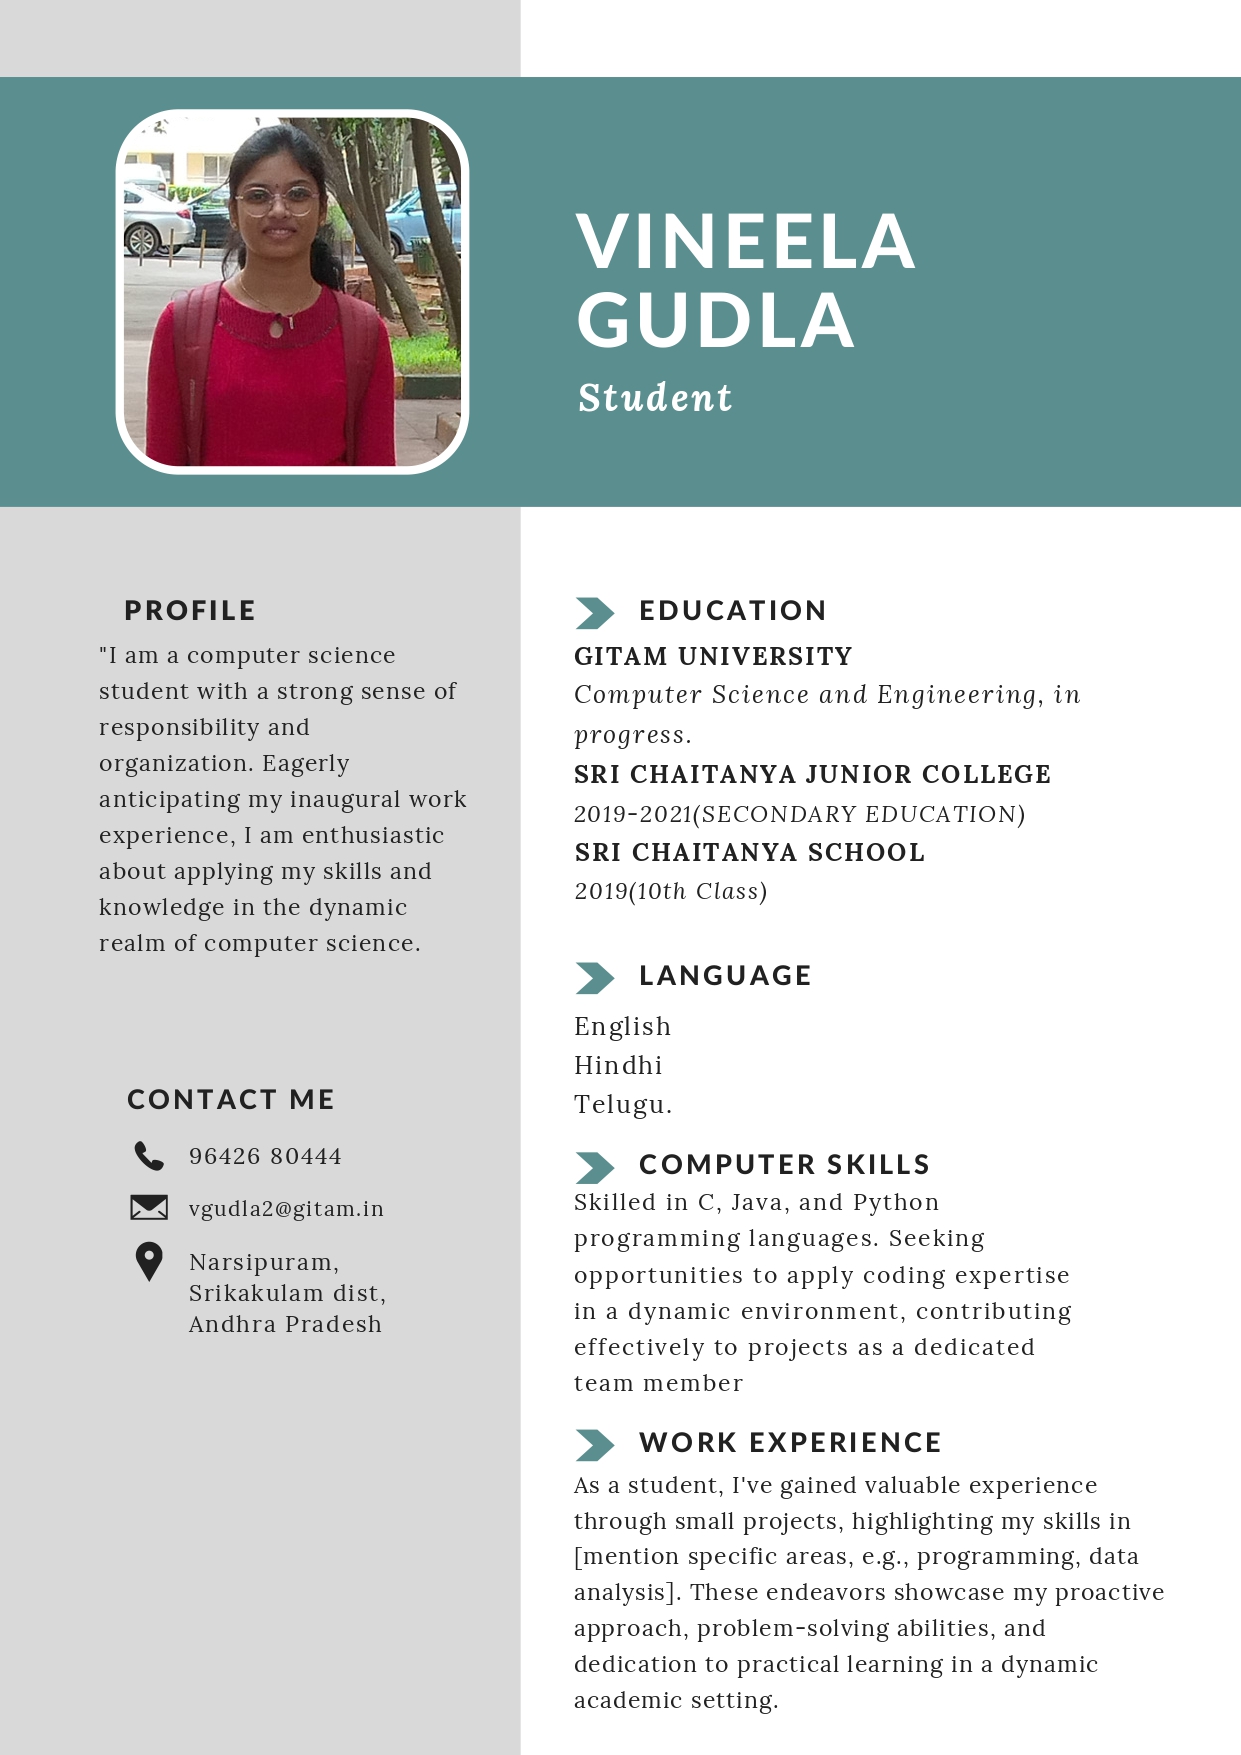 VINEELA
GUDLA
Student
PROFILE
"I am a computer science
student with a strong sense of
responsibility and
organization. Eagerly
anticipating my inaugural work
experience, I am enthusiastic
about applying my skills and
knowledge in the dynamic
realm of computer science.
CONTACT ME
96426 80444
vgudla2@gitam.in
Narsipuram,
Srikakulam dist,
Andhra Pradesh
EDUCATION
GITAM UNIVERSITY
Computer Science and Engineering, in
progress.
SRI CHAITANYA JUNIOR COLLEGE
2019-2021(SECONDARY EDUCATION)
SRI CHAITANYA SCHOOL
2019(10th Class)
LANGUAGE
English
Hindhi
Telugu.
COMPUTER SKILLS
Skilled in C, Java, and Python
programming languages. Seeking
opportunities to apply coding expertise
in a dynamic environment, contributing
effectively to projects as a dedicated
team member
WORK EXPERIENCE
As a student, I've gained valuable experience
through small projects, highlighting my skills in
[mention specific areas, e.g., programming, data
analysis]. These endeavors showcase my proactive
approach, problem-solving abilities, and
dedication to practical learning in a dynamic
academic setting.